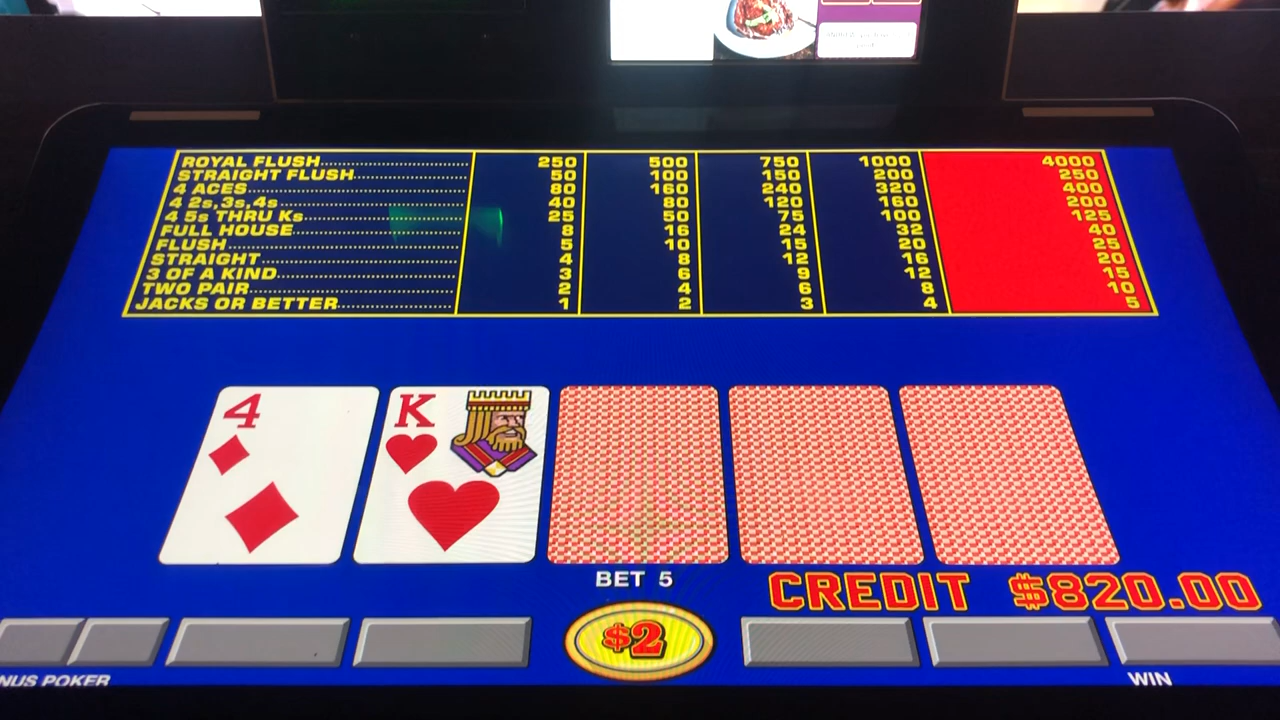 ROYAL FLUSH 250 500 750 1000 4000
STRAIGHT FLUSH 50 100 150 200 250
4 ACES 80 160 240 320 400
4 2s,3s,4s 40 80 120 160 200
4 5s THRU Ks 25 50 75 100 125
FULL HOUSE 8 16 24 32 40
FLUSH 5 10 15 20 25
STRAIGHT 4 8 12 16 20
3 OF A KIND 3 6 9 12 15
TWO PAIR 2 4 6 8 10
JACKS OR BETTER 1 2 3 4 5
4 K
BET 5
CREDIT $820.00
$2
NUS POKER WIN